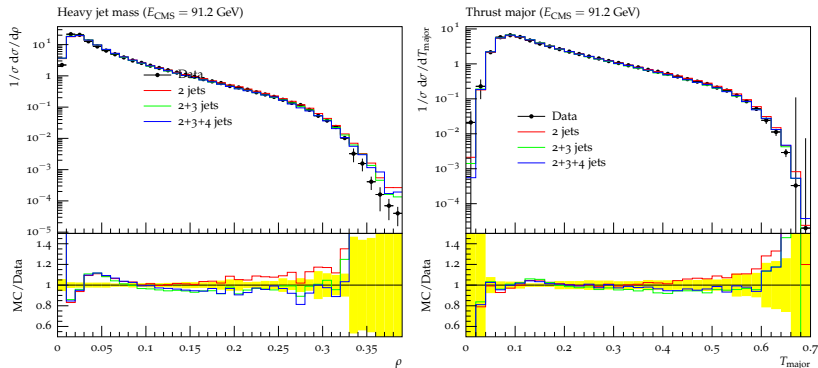 Heavy jet mass (E_CMS = 91.2 GeV)
1/σ dσ/dρ
10^1
1
10^−1
10^−2
10^−3
10^−4
10^−5
Data
2 jets
2+3 jets
2+3+4 jets
MC/Data
1.4
1.2
1
0.8
0.6
0 0.05 0.1 0.15 0.2 0.25 0.3 0.35
ρ
Thrust major (E_CMS = 91.2 GeV)
1/σ dσ/dT_major
10^1
1
10^−1
10^−2
10^−3
10^−4
Data
2 jets
2+3 jets
2+3+4 jets
MC/Data
1.4
1.2
1
0.8
0.6
0 0.1 0.2 0.3 0.4 0.5 0.6 0.7
T_major